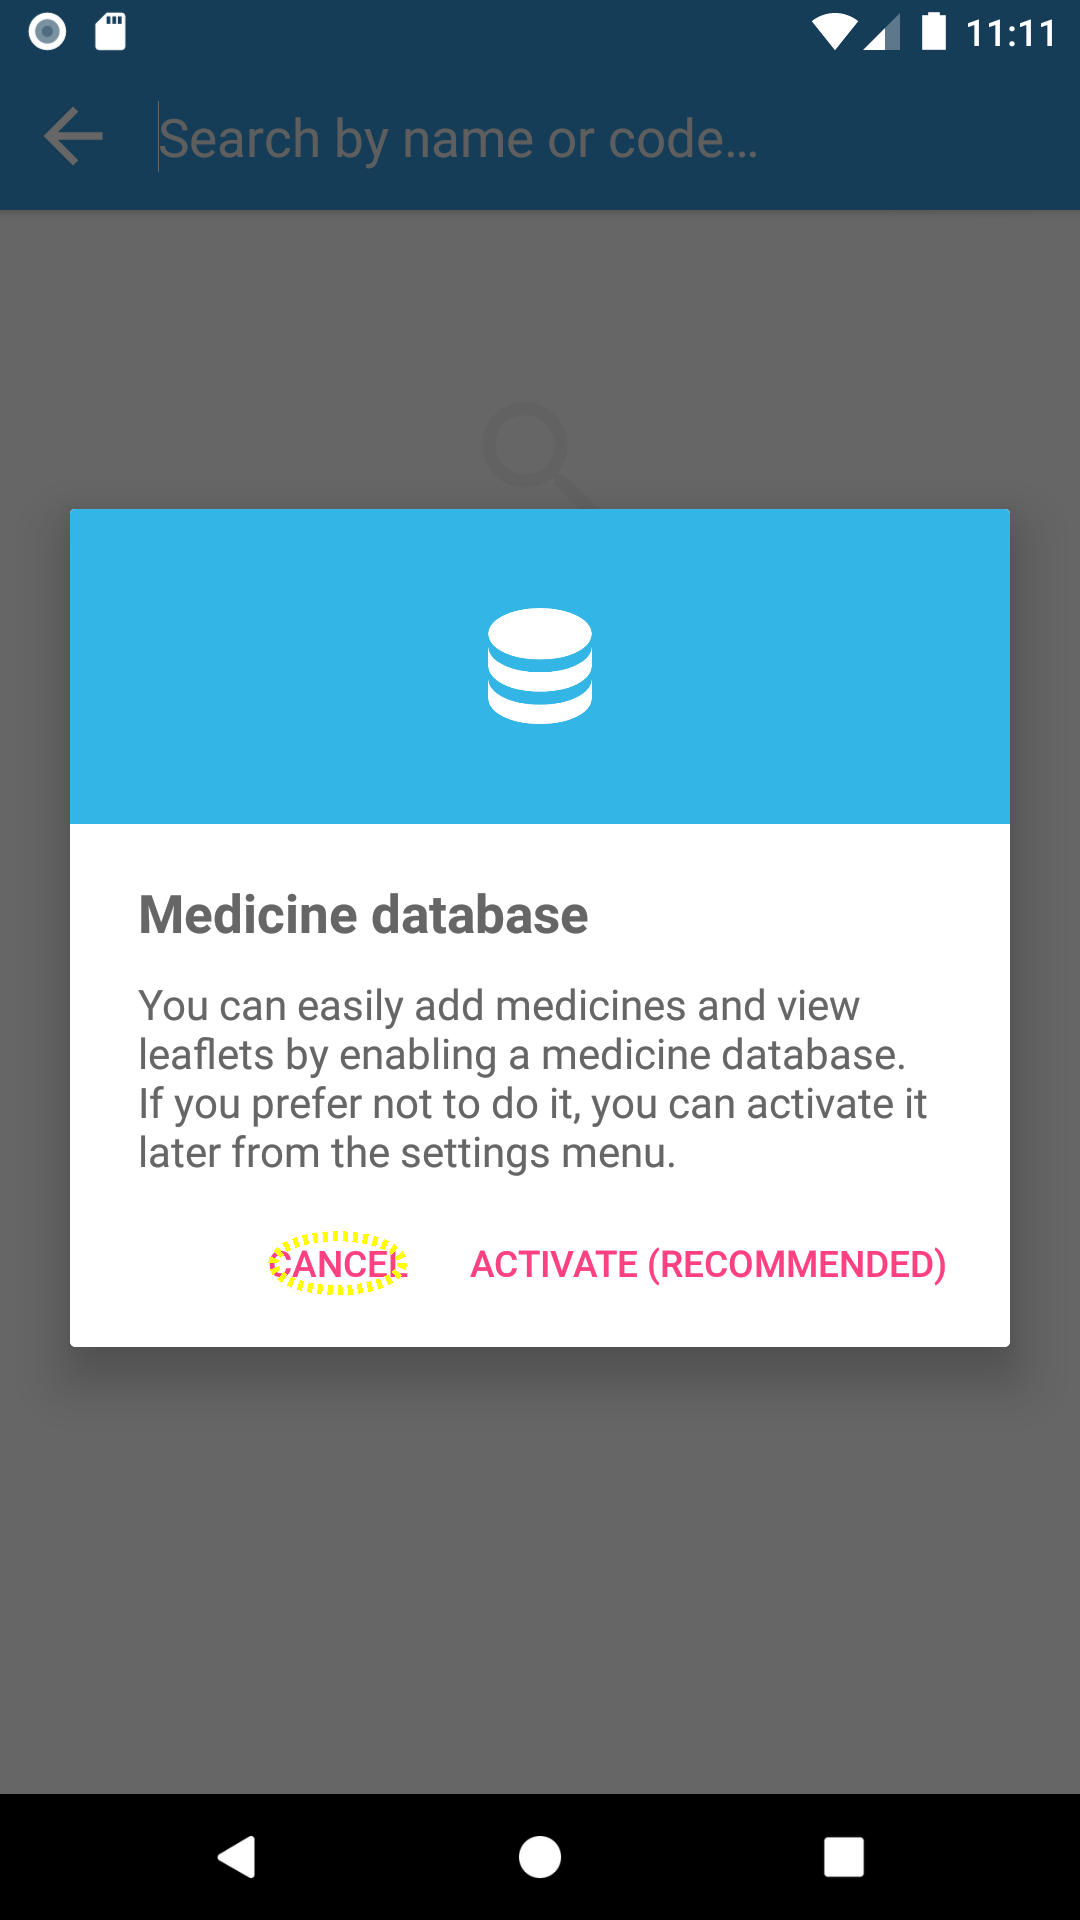 11:11
Search by name or code...
Medicine database
You can easily add medicines and view
leaflets by enabling a medicine database.
If you prefer not to do it, you can activate it
later from the settings menu.
CANCEL ACTIVATE (RECOMMENDED)